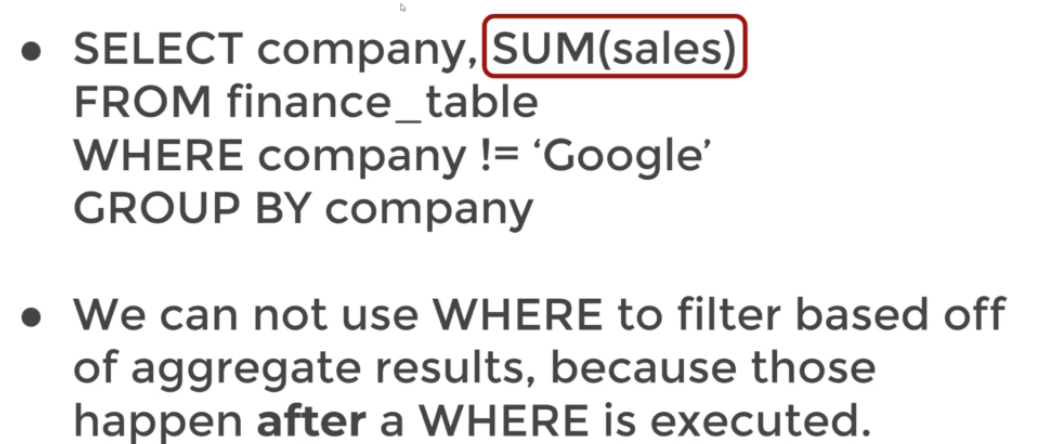 ● SELECT company, SUM(sales)
FROM finance_table
WHERE company != ‘Google’
GROUP BY company
● We can not use WHERE to filter based off
of aggregate results, because those
happen after a WHERE is executed.